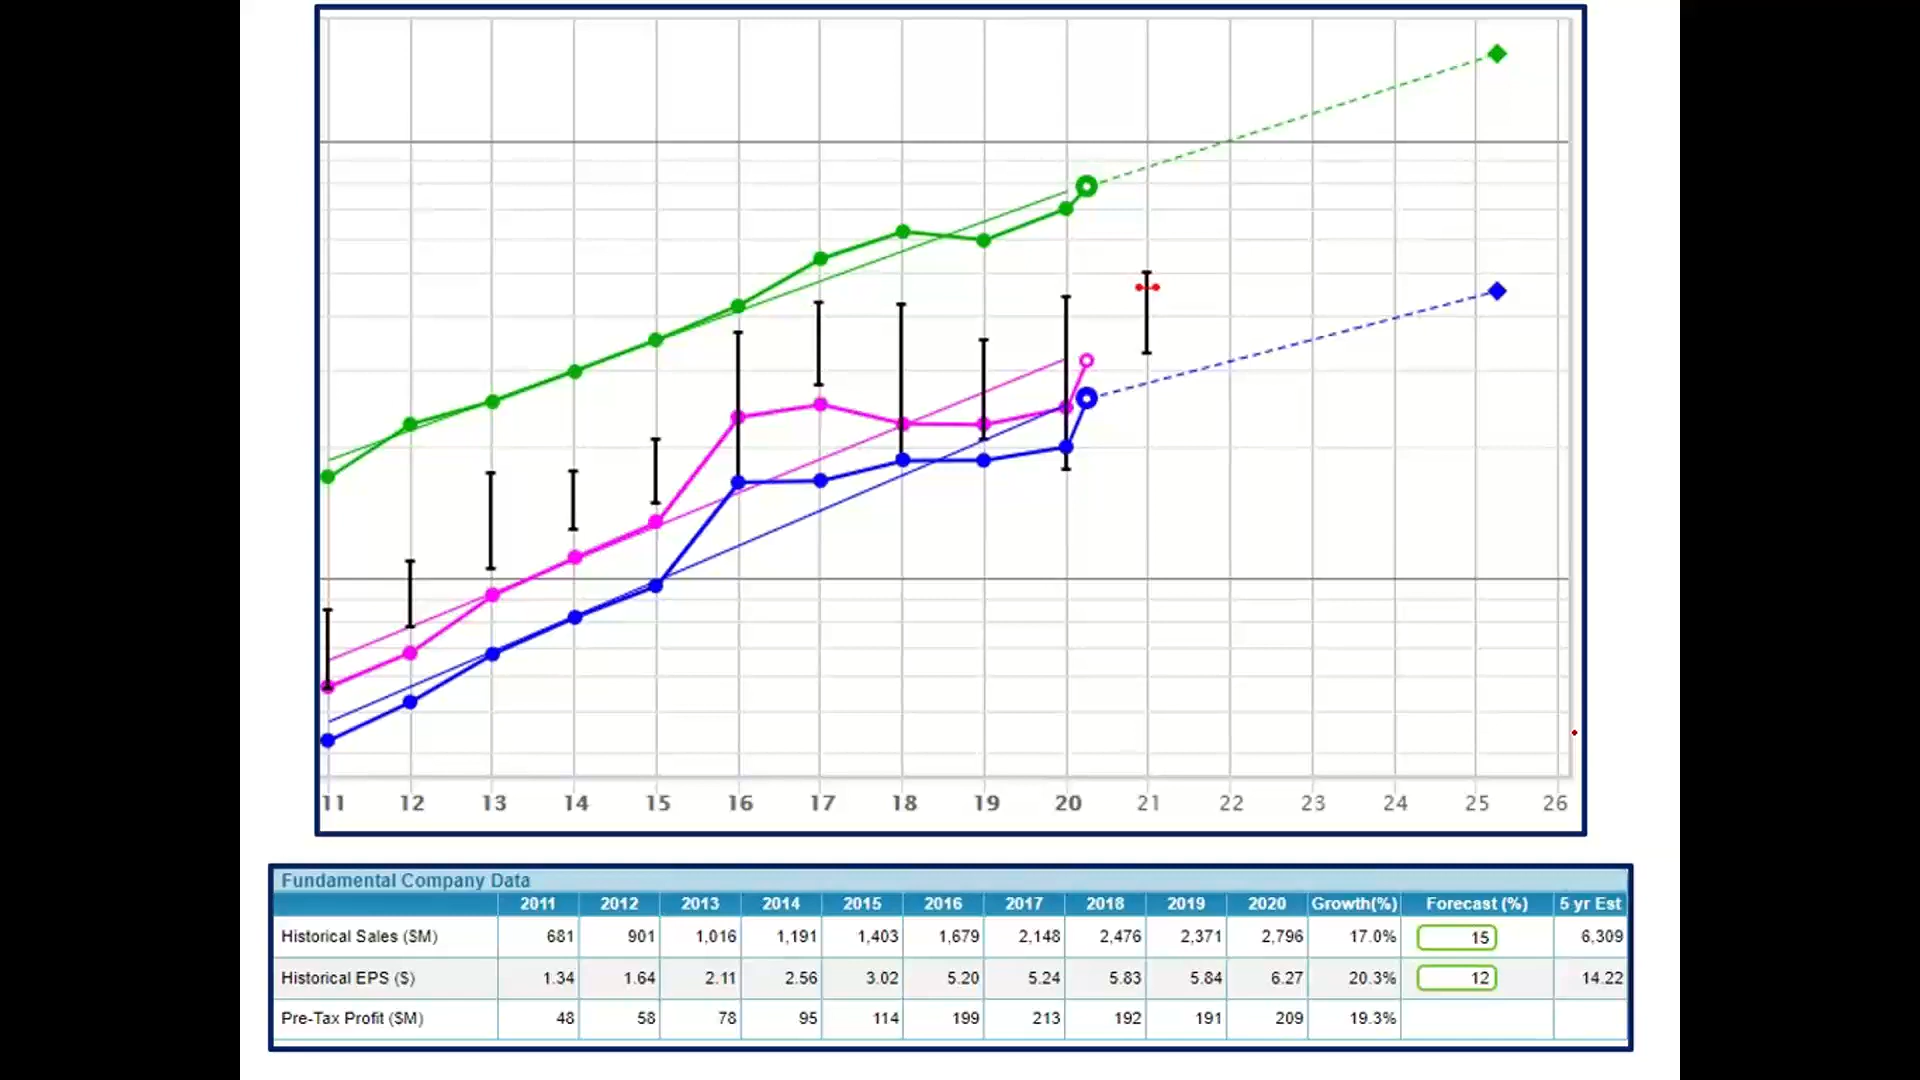 11 12 13 14 15 16 17 18 19 20 21 22 23 24 25 26
Fundamental Company Data
2011 2012 2013 2014 2015 2016 2017 2018 2019 2020 Growth(%) Forecast (%) 5 yr Est
Historical Sales ($M) 681 901 1,016 1,191 1,403 1,679 2,148 2,476 2,371 2,796 17.0% 15 6,309
Historical EPS ($) 1.34 1.64 2.11 2.56 3.02 5.20 5.24 5.83 5.84 6.27 20.3% 12 14.22
Pre-Tax Profit ($M) 48 58 78 95 114 199 213 192 191 209 19.3%